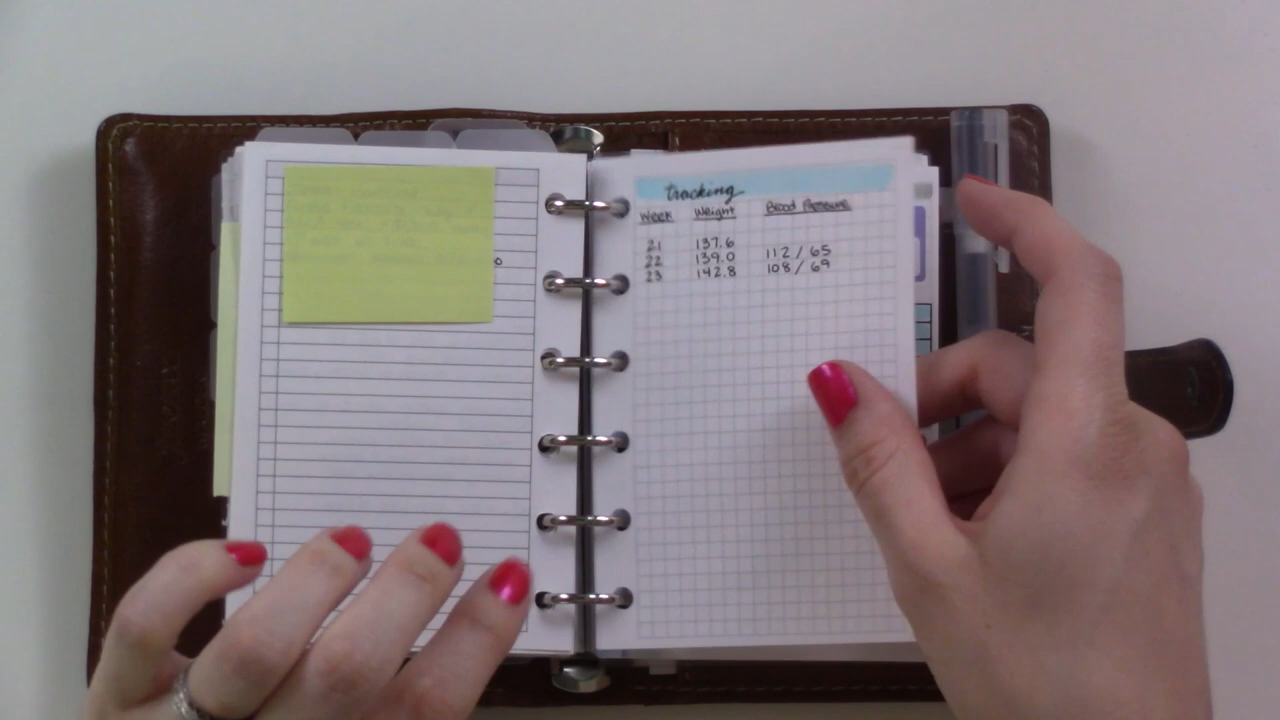 tracking
Week Weight Blood Pressure
21 137.6
22 139.0 112 / 65
23 142.8 108 / 69